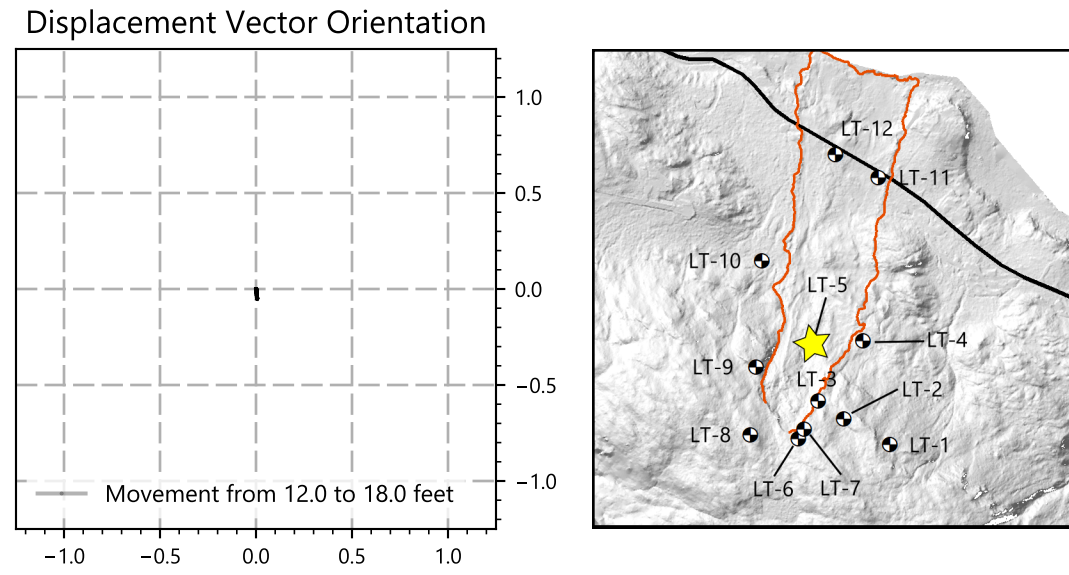 Displacement Vector Orientation
1.0
0.5
0.0
−0.5
−1.0
Movement from 12.0 to 18.0 feet
−1.0 −0.5 0.0 0.5 1.0
LT-12
LT-11
LT-10
LT-5
LT-4
LT-9
LT-3
LT-2
LT-8
LT-1
LT-6
LT-7